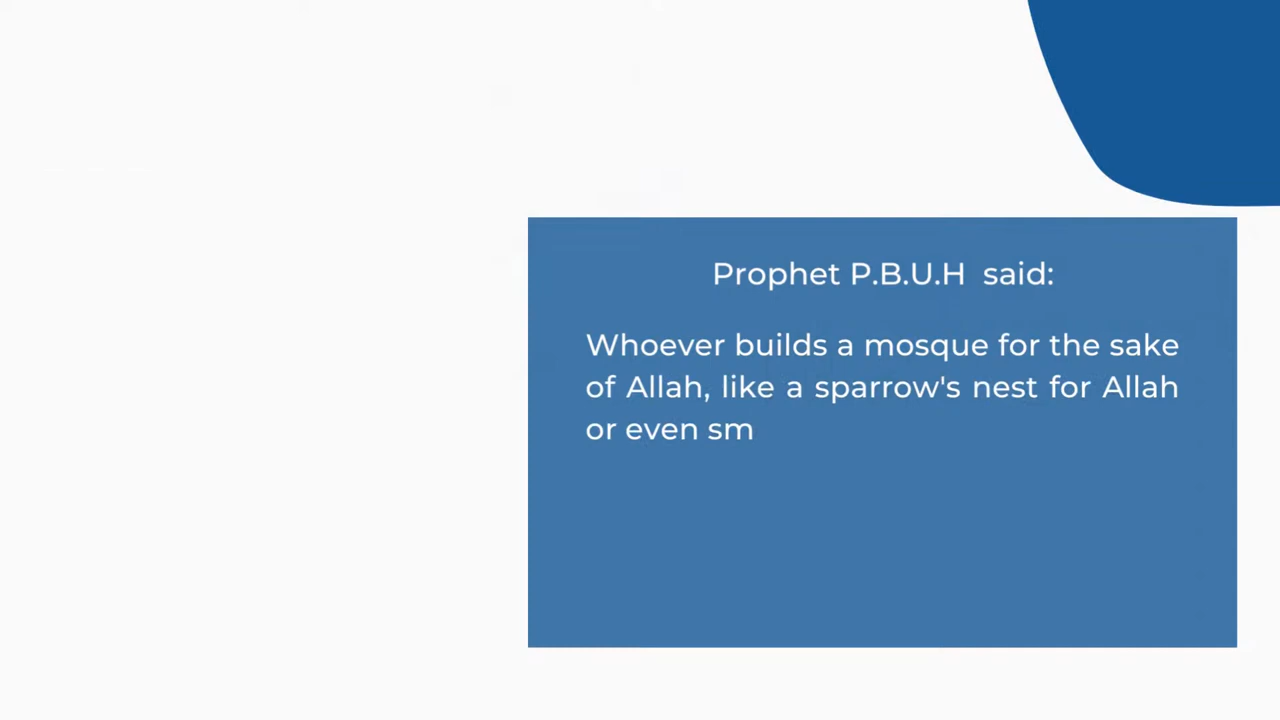 Prophet P.B.U.H said:
Whoever builds a mosque for the sake
of Allah, like a sparrow's nest for Allah
or even sm